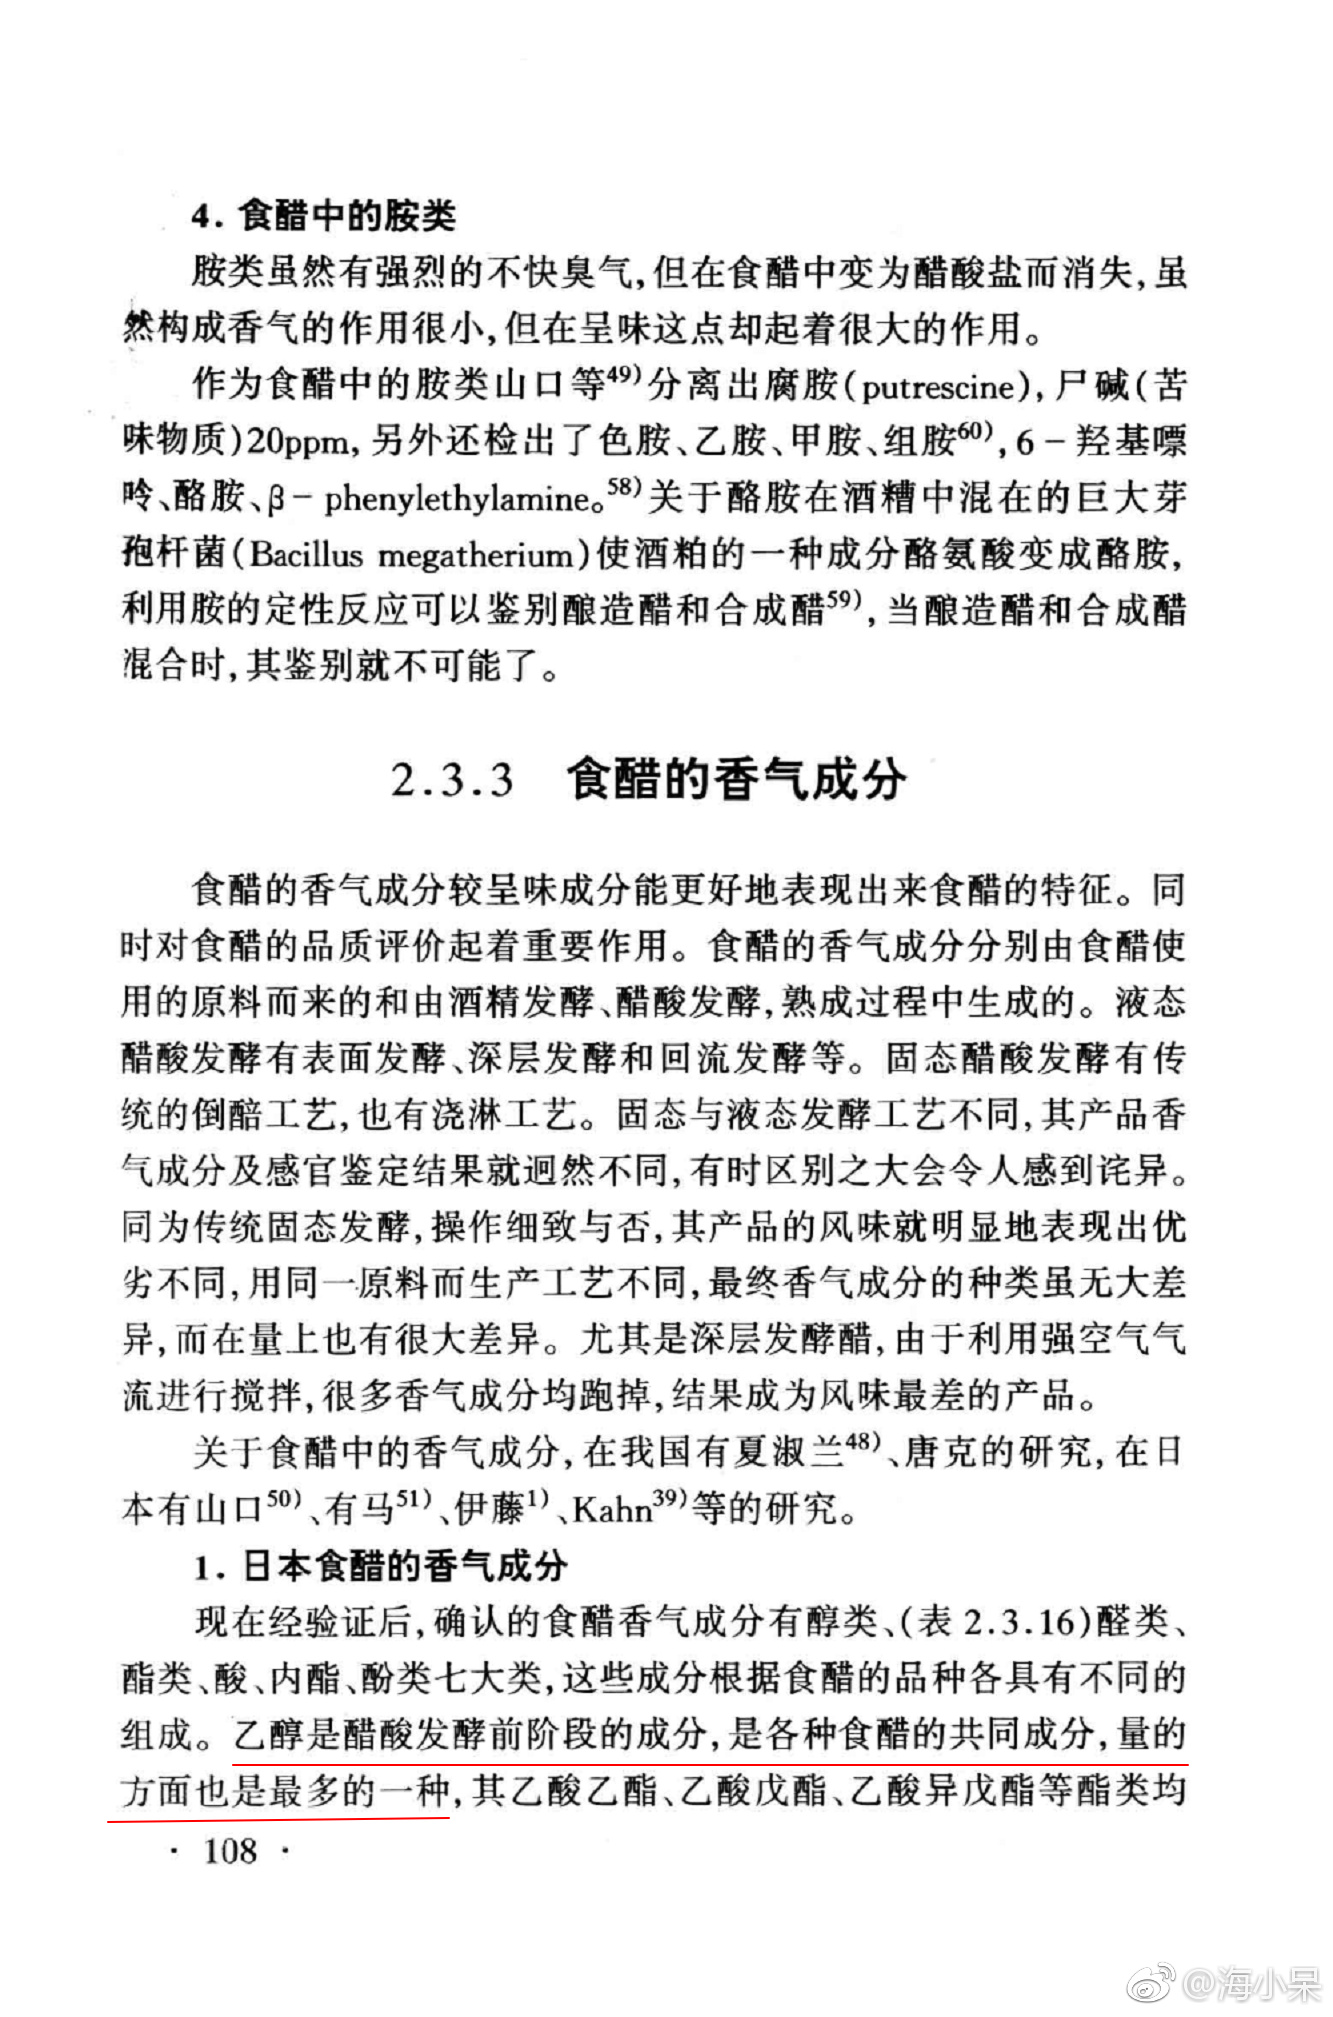 4. 食醋中的胺类
胺类虽然有强烈的不快臭气,但在食醋中变为醋酸盐而消失,虽
然构成香气的作用很小,但在呈味这点却起着很大的作用。
作为食醋中的胺类山口等49)分离出腐胺(putrescine),尸碱(苦
味物质)20ppm,另外还检出了色胺、乙胺、甲胺、组胺60),6－羟基嘌
呤、酪胺、β－phenylethylamine。58)关于酪胺在酒糟中混在的巨大芽
孢杆菌(Bacillus megatherium)使酒粕的一种成分酪氨酸变成酪胺,
利用胺的定性反应可以鉴别酿造醋和合成醋59),当酿造醋和合成醋
混合时,其鉴别就不可能了。
2.3.3 食醋的香气成分
食醋的香气成分较呈味成分能更好地表现出来食醋的特征。同
时对食醋的品质评价起着重要作用。食醋的香气成分分别由食醋使
用的原料而来的和由酒精发酵、醋酸发酵,熟成过程中生成的。液态
醋酸发酵有表面发酵、深层发酵和回流发酵等。固态醋酸发酵有传
统的倒醅工艺,也有浇淋工艺。固态与液态发酵工艺不同,其产品香
气成分及感官鉴定结果就迥然不同,有时区别之大会令人感到诧异。
同为传统固态发酵,操作细致与否,其产品的风味就明显地表现出优
劣不同,用同一原料而生产工艺不同,最终香气成分的种类虽无大差
异,而在量上也有很大差异。尤其是深层发酵醋,由于利用强空气气
流进行搅拌,很多香气成分均跑掉,结果成为风味最差的产品。
关于食醋中的香气成分,在我国有夏淑兰48)、唐克的研究,在日
本有山口50)、有马51)、伊藤1)、Kahn39)等的研究。
1. 日本食醋的香气成分
现在经验证后,确认的食醋香气成分有醇类、(表 2.3.16)醛类、
酯类、酸、内酯、酚类七大类,这些成分根据食醋的品种各具有不同的
组成。乙醇是醋酸发酵前阶段的成分,是各种食醋的共同成分,量的
方面也是最多的一种,其乙酸乙酯、乙酸戊酯、乙酸异戊酯等酯类均
· 108 ·
@海小呆